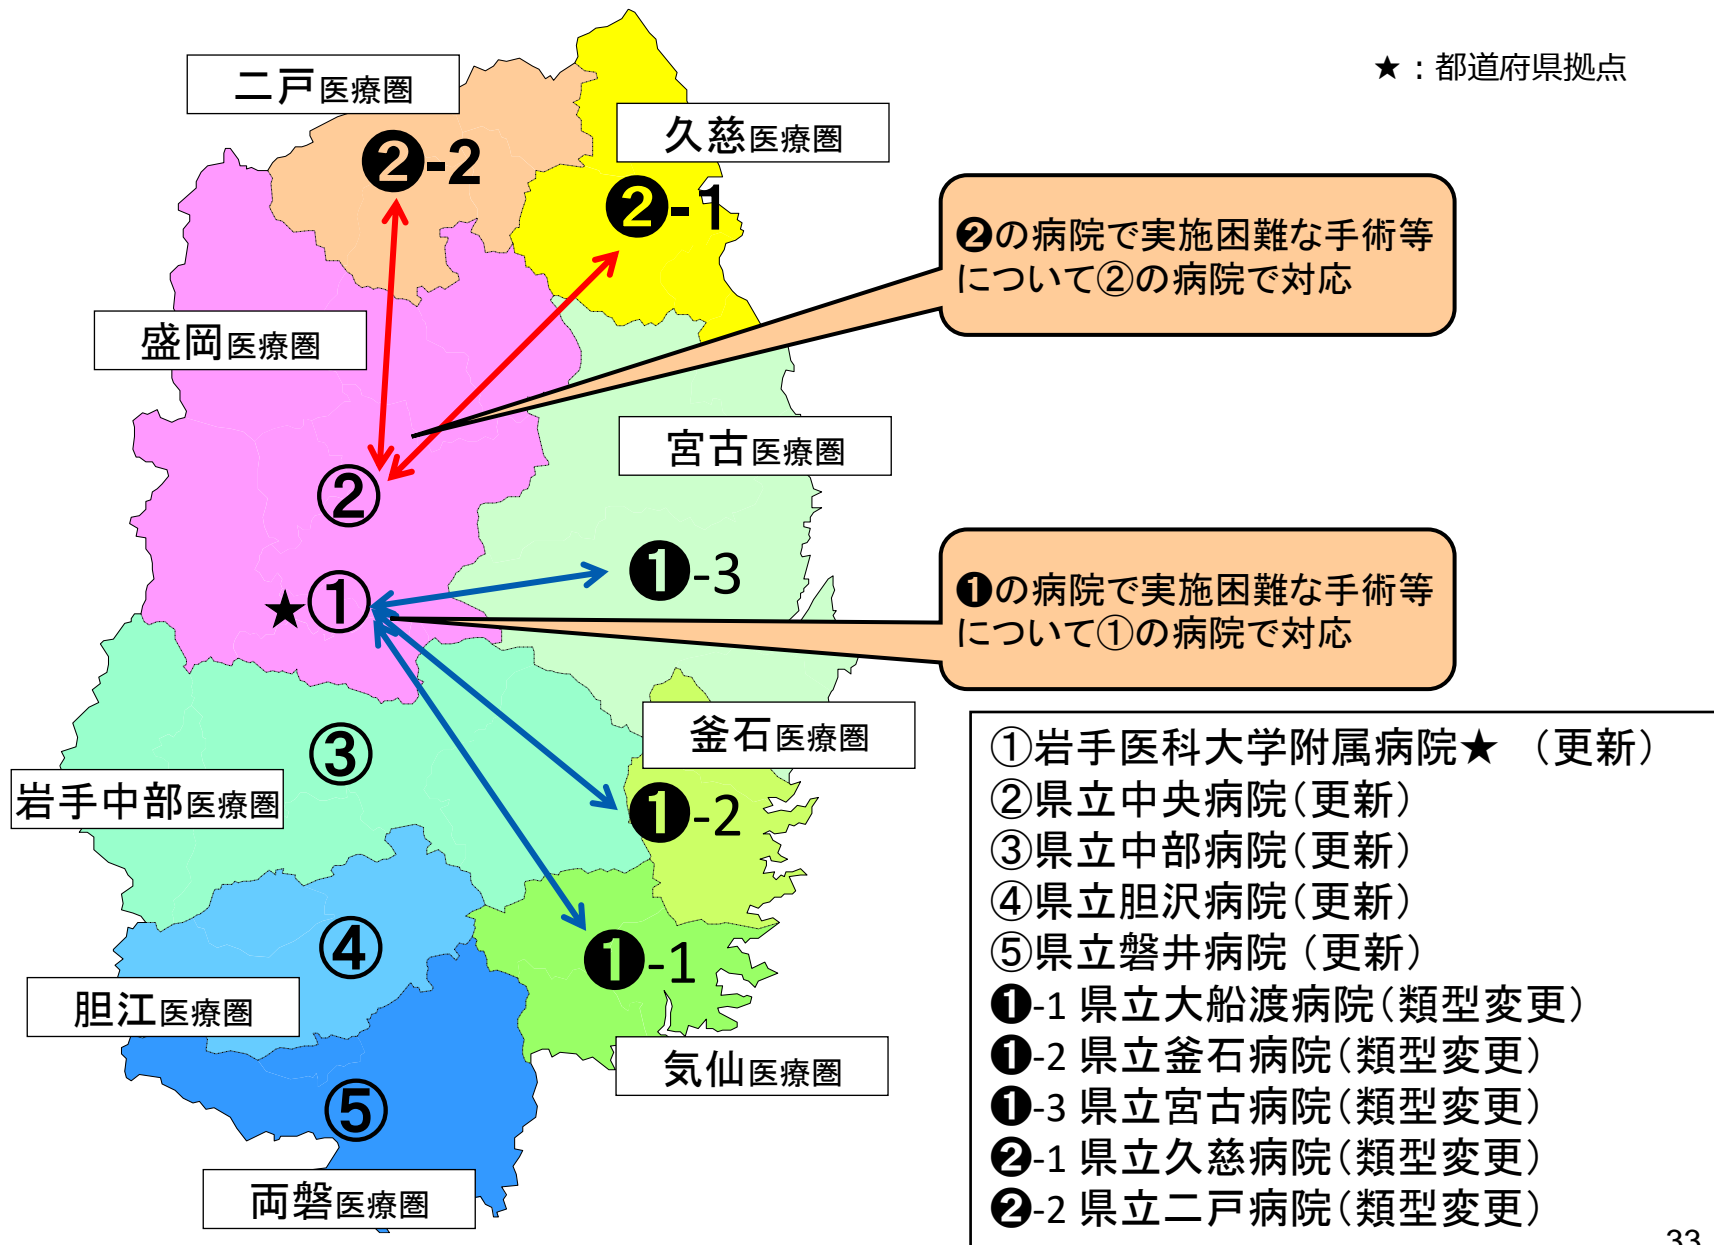 ★：都道府県拠点
二戸医療圏
久慈医療圏
❷-2
❷-1
❷の病院で実施困難な手術等
について②の病院で対応
盛岡医療圏
宮古医療圏
②
❶-3
★①
❶の病院で実施困難な手術等
について①の病院で対応
釜石医療圏
③
岩手中部医療圏
❶-2
④
❶-1
胆江医療圏
気仙医療圏
⑤
両磐医療圏
①岩手医科大学附属病院★ （更新）
②県立中央病院（更新）
③県立中部病院（更新）
④県立胆沢病院（更新）
⑤県立磐井病院 （更新）
❶-1 県立大船渡病院（類型変更）
❶-2 県立釜石病院（類型変更）
❶-3 県立宮古病院（類型変更）
❷-1 県立久慈病院（類型変更）
❷-2 県立二戸病院（類型変更）
33